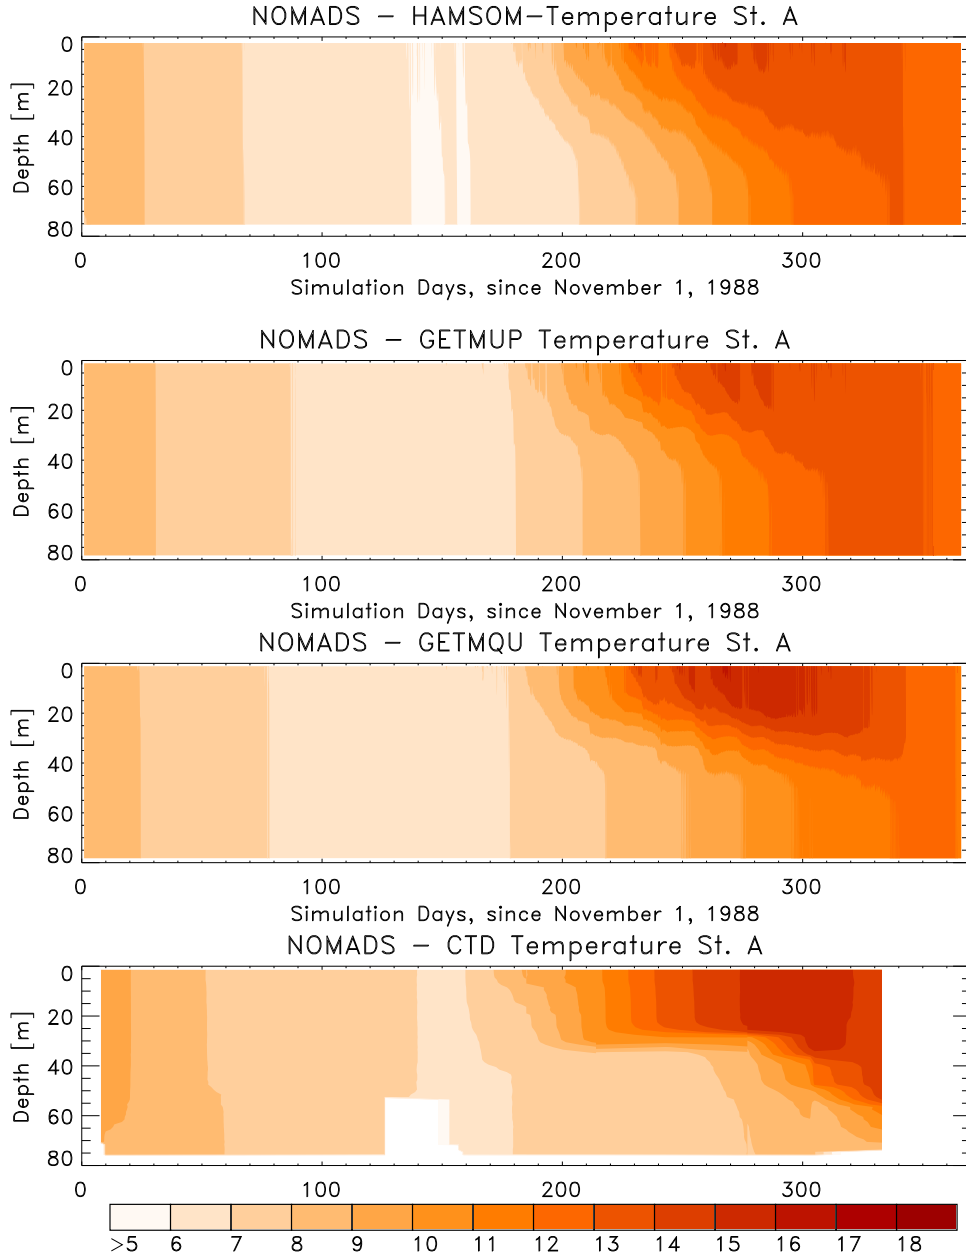 NOMADS - HAMSOM-Temperature St. A
0
20
40
60
80
Depth [m]
0 100 200 300
Simulation Days, since November 1, 1988
NOMADS - GETMUP Temperature St. A
0
20
40
60
80
Depth [m]
0 100 200 300
Simulation Days, since November 1, 1988
NOMADS - GETMQU Temperature St. A
0
20
40
60
80
Depth [m]
0 100 200 300
Simulation Days, since November 1, 1988
NOMADS - CTD Temperature St. A
0
20
40
60
80
Depth [m]
0 100 200 300
>5 6 7 8 9 10 11 12 13 14 15 16 17 18